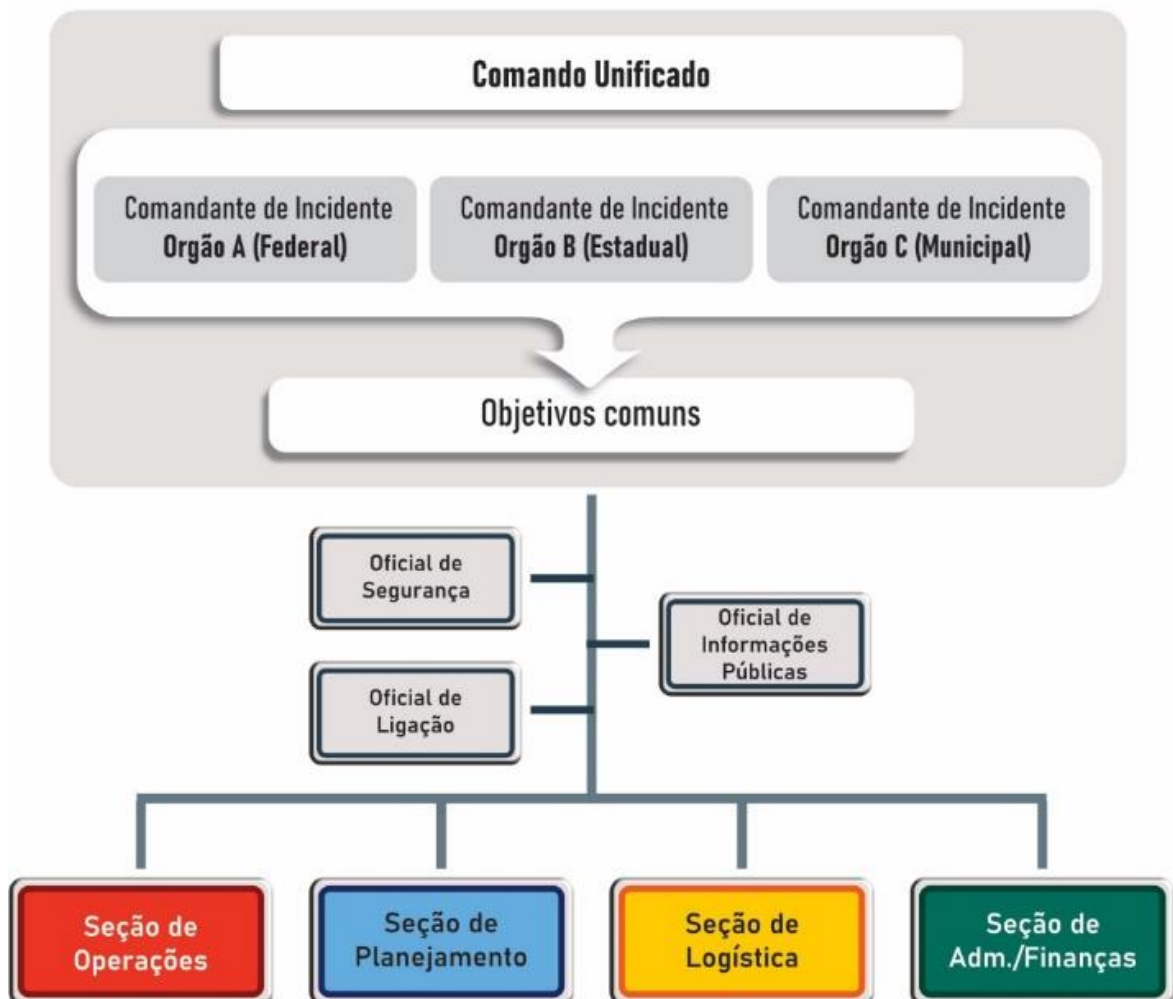 Comando Unificado
Comandante de Incidente
Orgão A (Federal)
Comandante de Incidente
Orgão B (Estadual)
Comandante de Incidente
Orgão C (Municipal)
Objetivos comuns
Oficial de
Segurança
Oficial de
Informações
Públicas
Oficial de
Ligação
Seção de
Operações
Seção de
Planejamento
Seção de
Logística
Seção de
Adm./Finanças